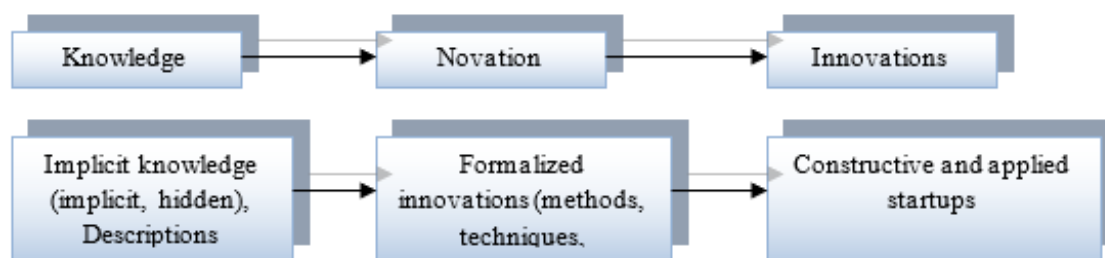 Knowledge
Novation
Innovations
Implicit knowledge
(implicit, hidden),
Descriptions
Formalized
innovations (methods,
techniques,
Constructive and applied
startups